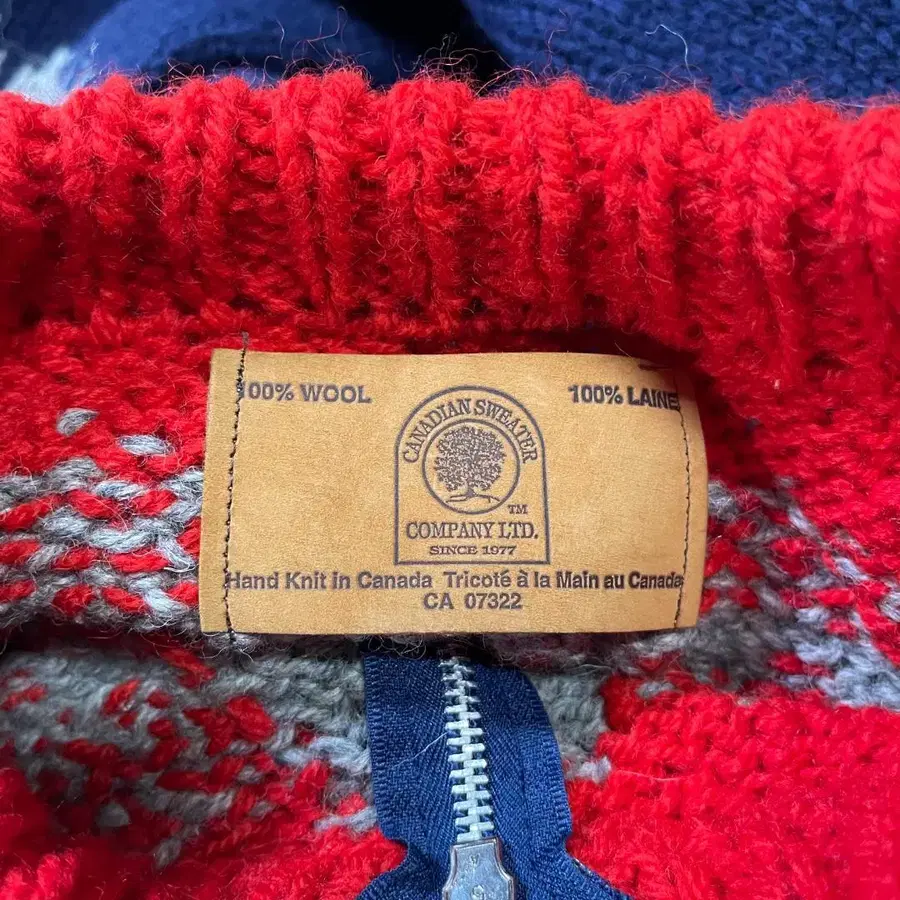 100% WOOL
100% LAINE
CANADIAN SWEATER
COMPANY LTD.
TM
SINCE 1977
Hand Knit in Canada Tricoté à la Main au Canada
CA 07322